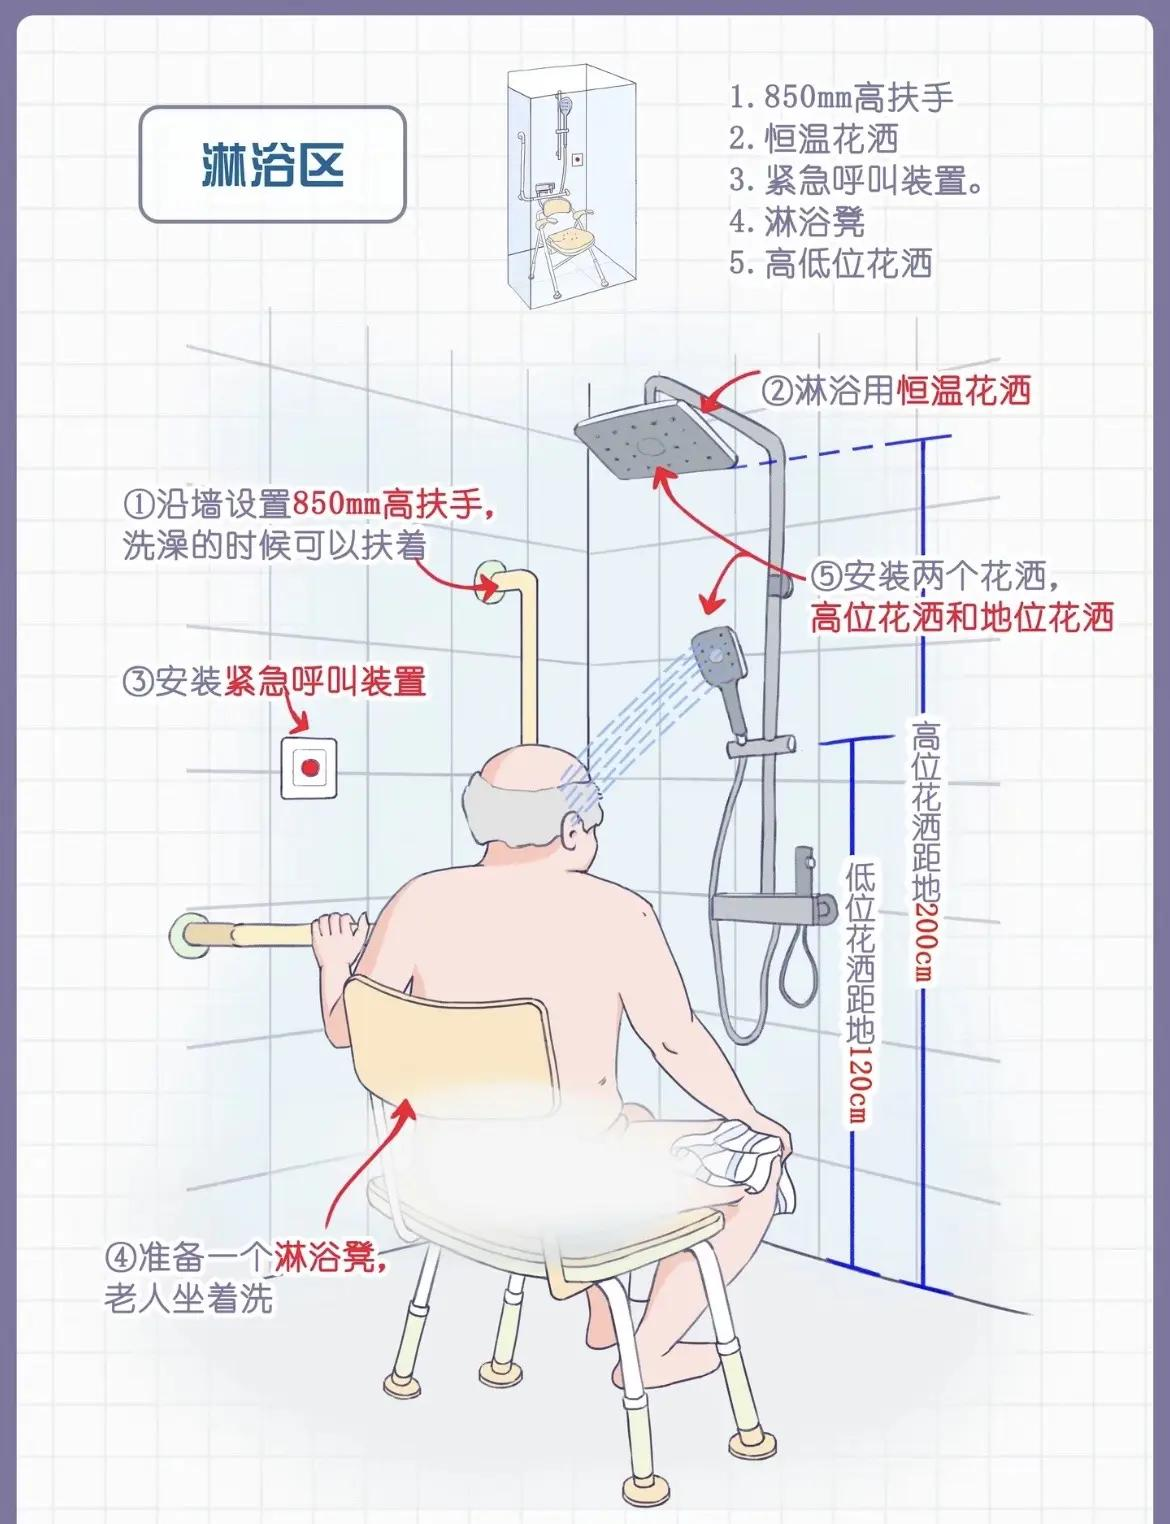 淋浴区
1. 850mm高扶手
2. 恒温花洒
3. 紧急呼叫装置。
4. 淋浴凳
5. 高低位花洒
②淋浴用恒温花洒
①沿墙设置850mm高扶手，
洗澡的时候可以扶着
⑤安装两个花洒，
高位花洒和地位花洒
③安装紧急呼叫装置
高位花洒距地200cm
低位花洒距地120cm
④准备一个淋浴凳，
老人坐着洗